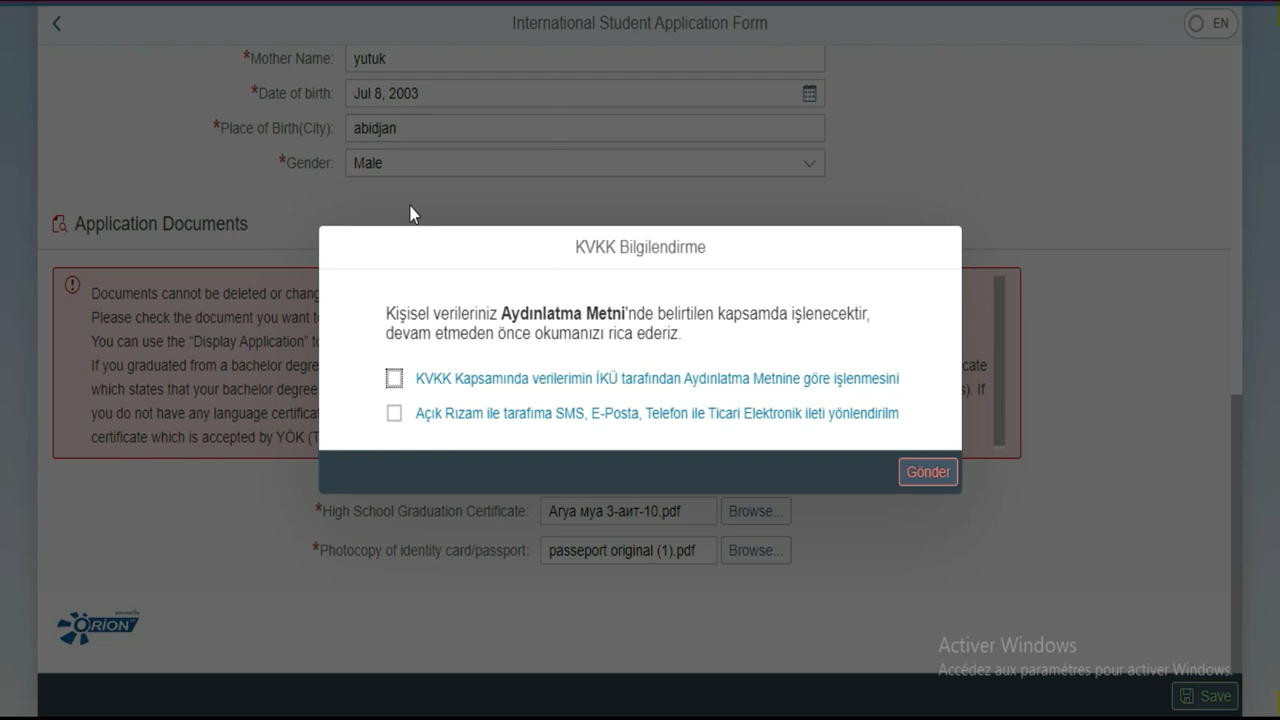 International Student Application Form
EN
*Mother Name: yutuk
*Date of birth: Jul 8, 2003
*Place of Birth(City): abidjan
*Gender: Male
Application Documents
KVKK Bilgilendirme
Documents cannot be deleted or chang
Please check the document you want to
You can use the “Display Application” to
If you graduated from a bachelor degre cate
which states that your bachelor degree s). If
you do not have any language certificat
certificate which is accepted by YÖK (T
Kişisel verileriniz Aydınlatma Metni'nde belirtilen kapsamda işlenecektir,
devam etmeden önce okumanızı rica ederiz.
KVKK Kapsamında verilerimin İKÜ tarafından Aydınlatma Metnine göre işlenmesini
Açık Rızam ile tarafıma SMS, E-Posta, Telefon ile Ticari Elektronik ileti yönlendirilm
Gönder
*High School Graduation Certificate: Агуа муа 3-аит-10.pdf Browse...
*Photocopy of identity card/passport: passeport original (1).pdf Browse...
powered by
ORION
Activer Windows
Accédez aux paramètres pour activer Windows.
Save